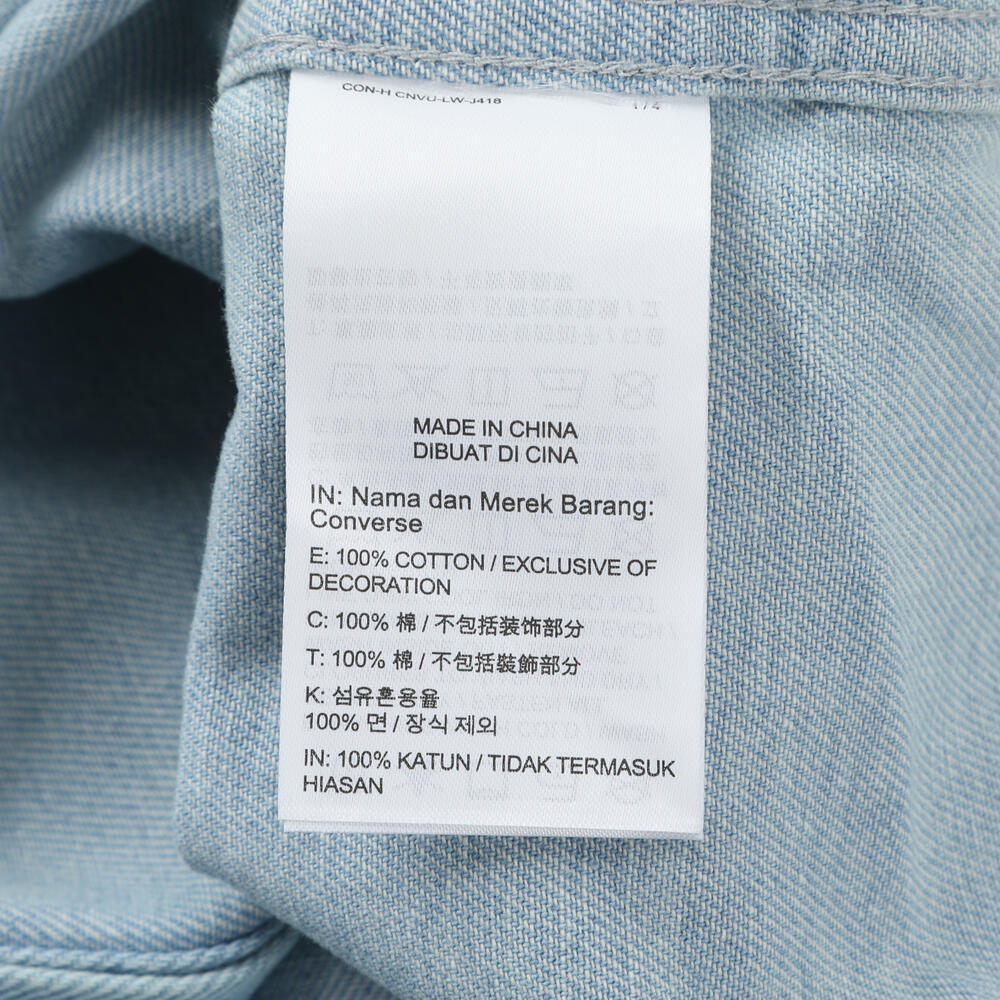 CON-H CNVU-LW-J418 1 / 4
MADE IN CHINA
DIBUAT DI CINA
IN: Nama dan Merek Barang:
Converse
E: 100% COTTON / EXCLUSIVE OF
DECORATION
C: 100% 棉 / 不包括装饰部分
T: 100% 棉 / 不包括裝飾部分
K: 섬유혼용율
100% 면 / 장식 제외
IN: 100% KATUN / TIDAK TERMASUK
HIASAN